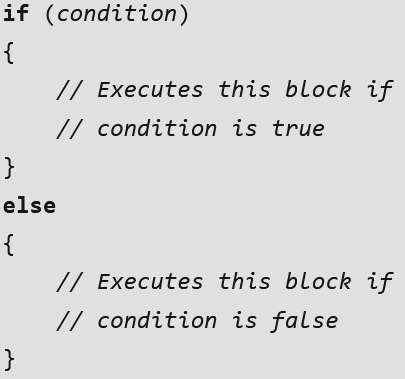 if (condition)
{
    // Executes this block if
    // condition is true
}
else
{
    // Executes this block if
    // condition is false
}